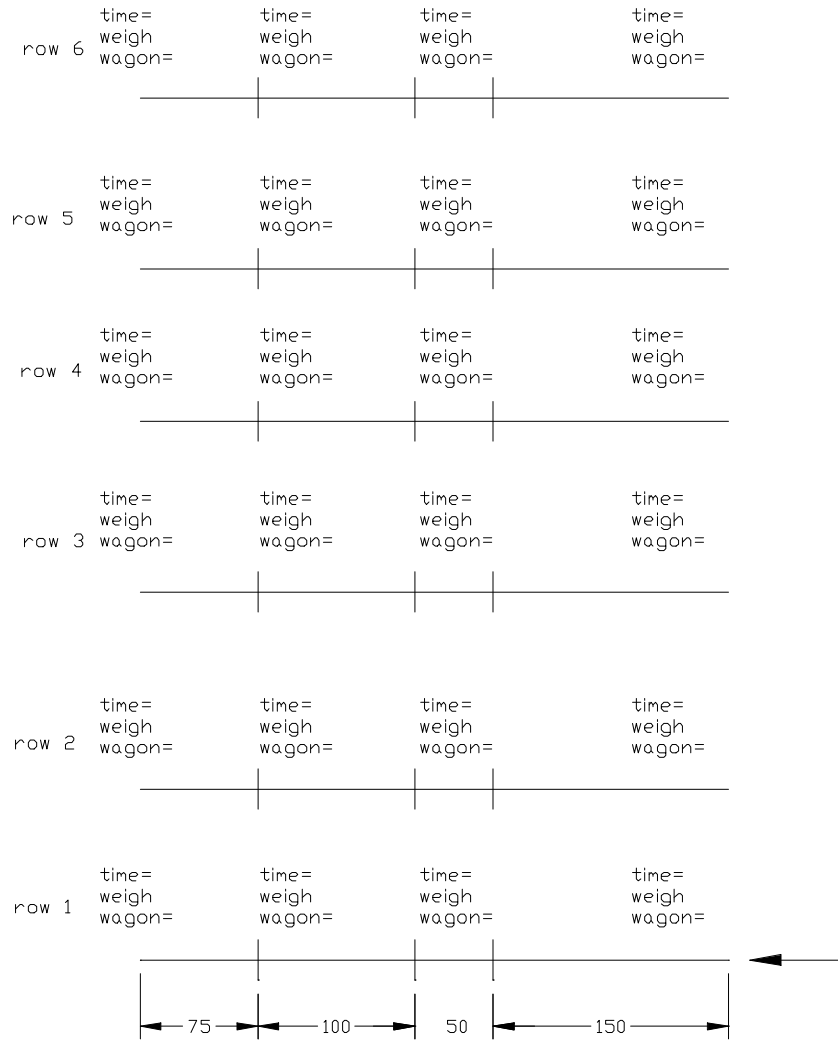 time= time= time= time=
weigh weigh weigh weigh
row 6 wagon= wagon= wagon= wagon=
time= time= time= time=
weigh weigh weigh weigh
row 5 wagon= wagon= wagon= wagon=
time= time= time= time=
weigh weigh weigh weigh
row 4 wagon= wagon= wagon= wagon=
time= time= time= time=
weigh weigh weigh weigh
row 3 wagon= wagon= wagon= wagon=
time= time= time= time=
weigh weigh weigh weigh
row 2 wagon= wagon= wagon= wagon=
time= time= time= time=
weigh weigh weigh weigh
row 1 wagon= wagon= wagon= wagon=
75 100 50 150